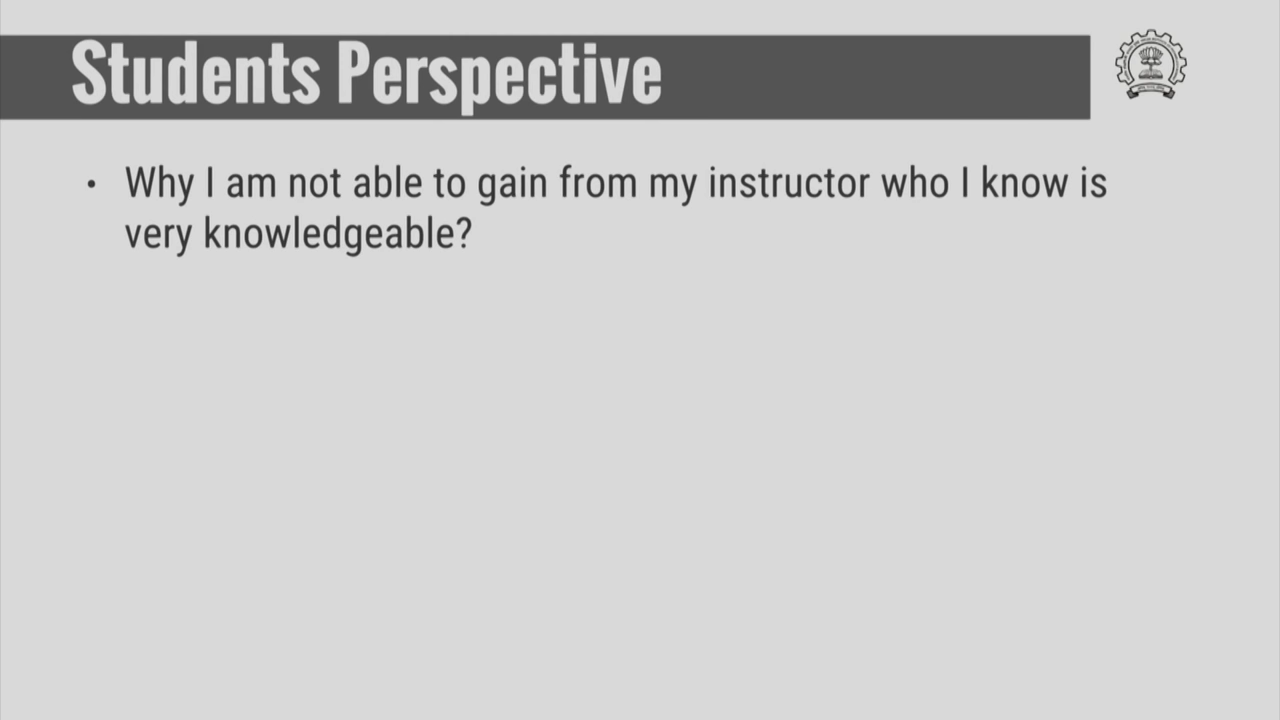 Students Perspective
• Why I am not able to gain from my instructor who I know is
very knowledgeable?